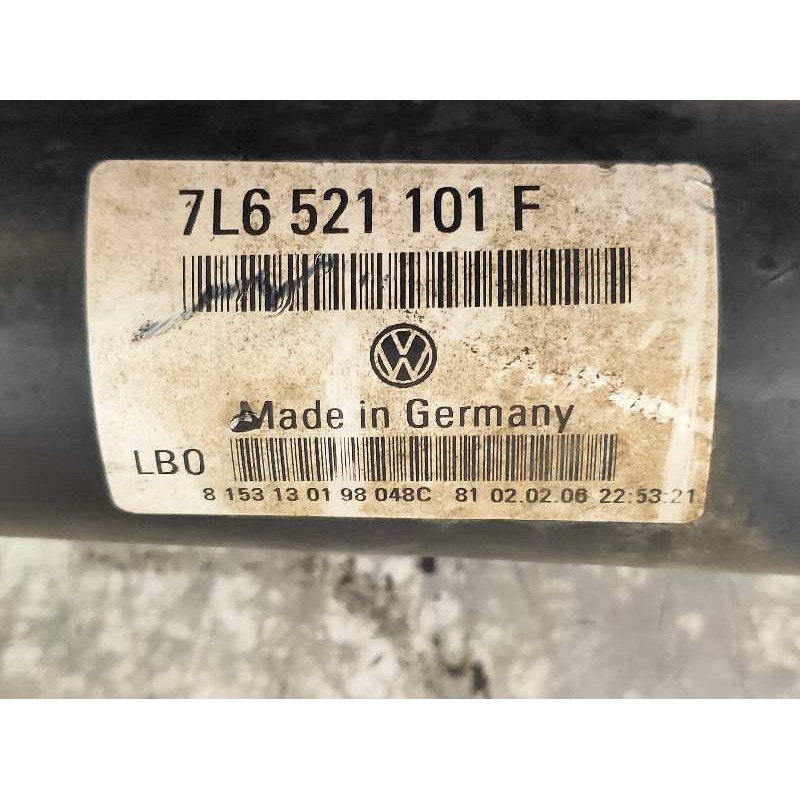 7L6 521 101 F
Made in Germany
LB0
8 153 13 01 98 048C 81 02.02.06 22:53:21